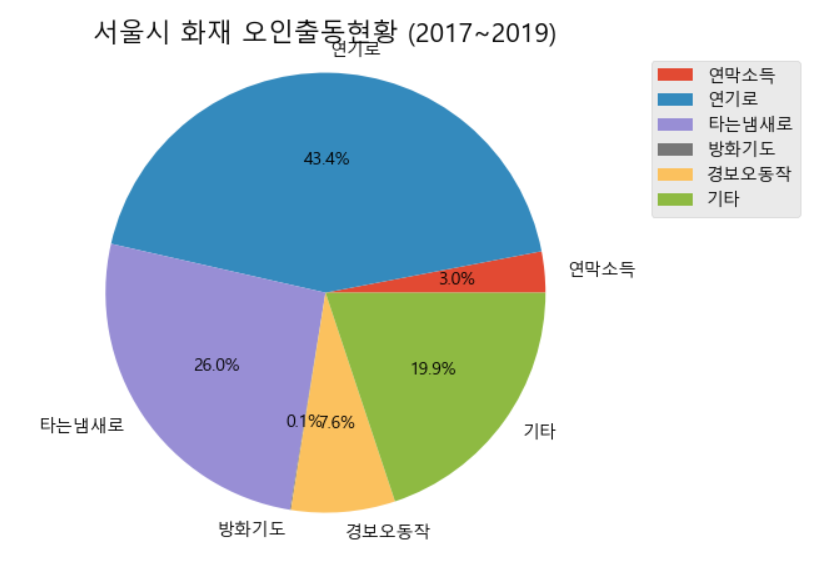 서울시 화재 오인출동현황 (2017~2019)
연기로
연막소득
연기로
타는냄새로
방화기도
경보오동작
기타
43.4%
연막소득
3.0%
26.0%
19.9%
0.1%
7.6%
타는냄새로
기타
방화기도
경보오동작